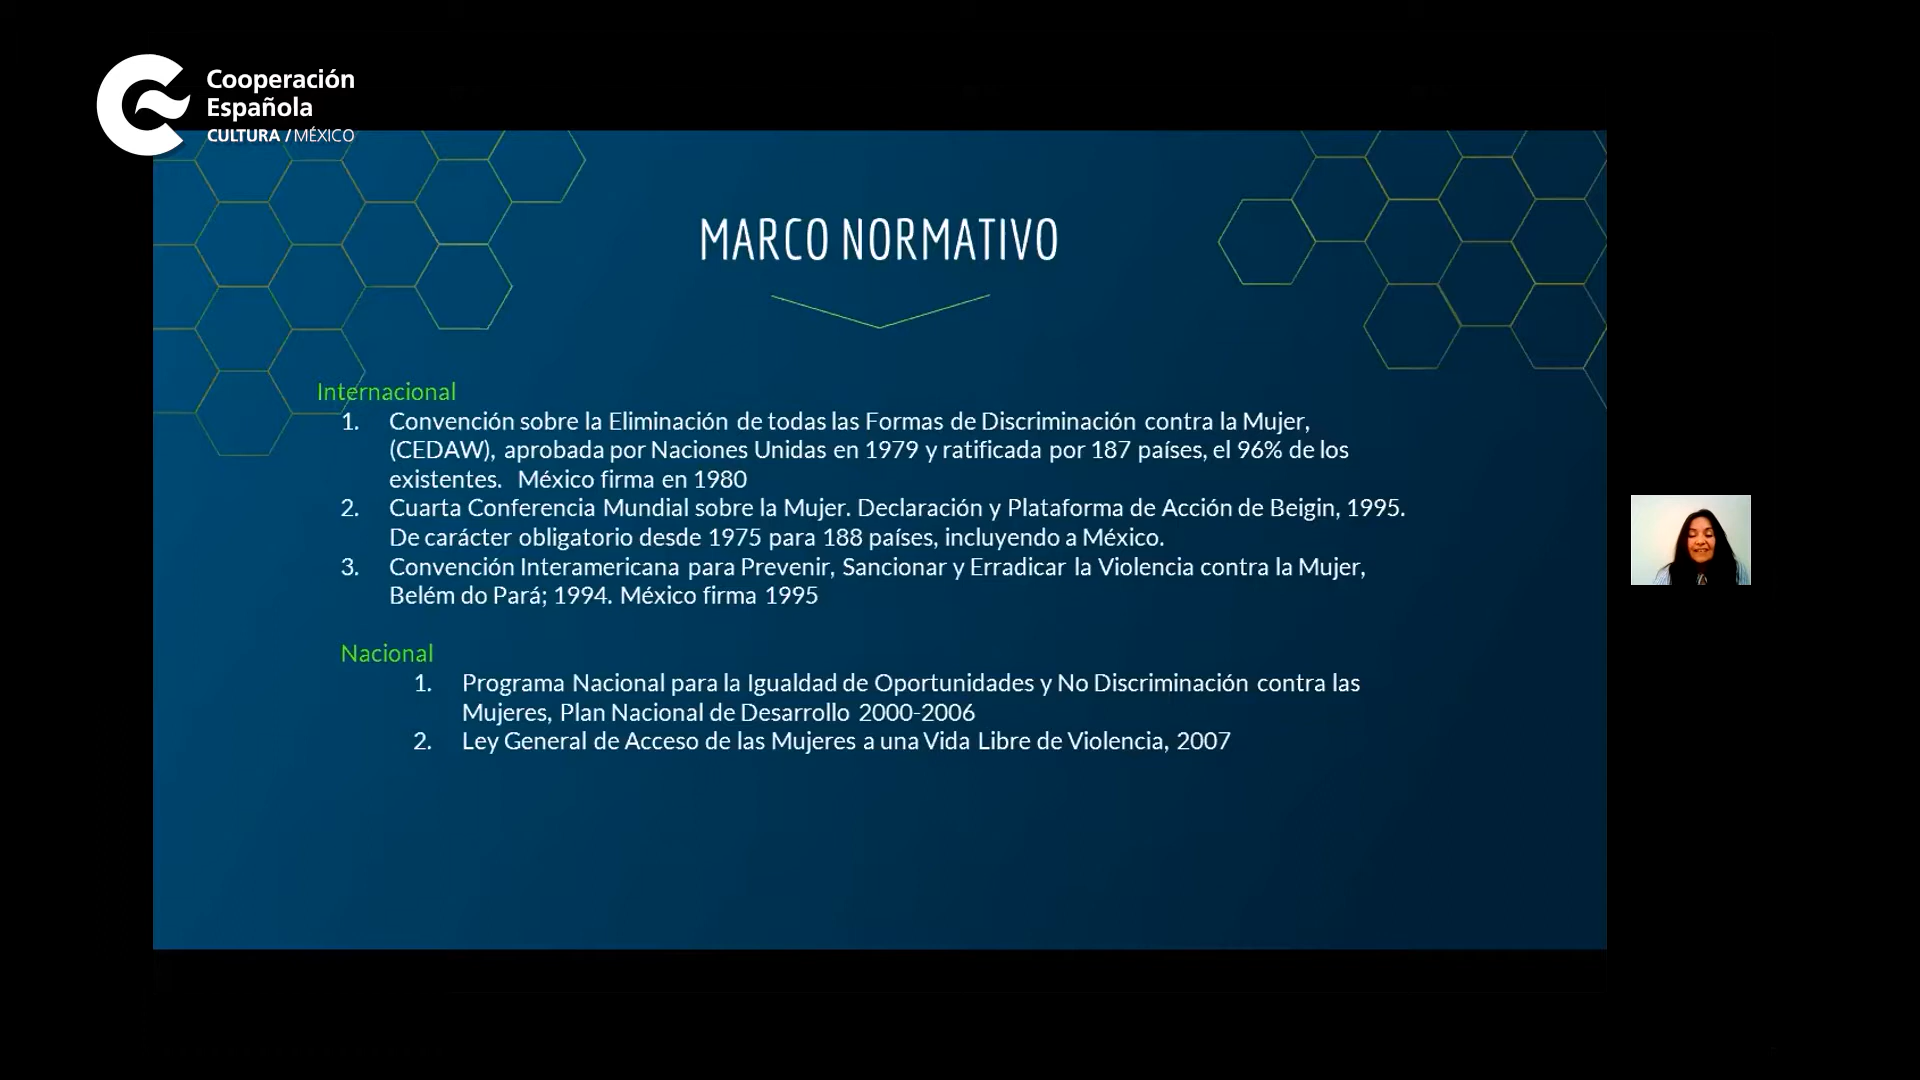 Cooperación
Española
CULTURA / MÉXICO
MARCO NORMATIVO
Internacional
1. Convención sobre la Eliminación de todas las Formas de Discriminación contra la Mujer,
(CEDAW), aprobada por Naciones Unidas en 1979 y ratificada por 187 países, el 96% de los
existentes. México firma en 1980
2. Cuarta Conferencia Mundial sobre la Mujer. Declaración y Plataforma de Acción de Beigin, 1995.
De carácter obligatorio desde 1975 para 188 países, incluyendo a México.
3. Convención Interamericana para Prevenir, Sancionar y Erradicar la Violencia contra la Mujer,
Belém do Pará; 1994. México firma 1995
Nacional
1. Programa Nacional para la Igualdad de Oportunidades y No Discriminación contra las
Mujeres, Plan Nacional de Desarrollo 2000-2006
2. Ley General de Acceso de las Mujeres a una Vida Libre de Violencia, 2007